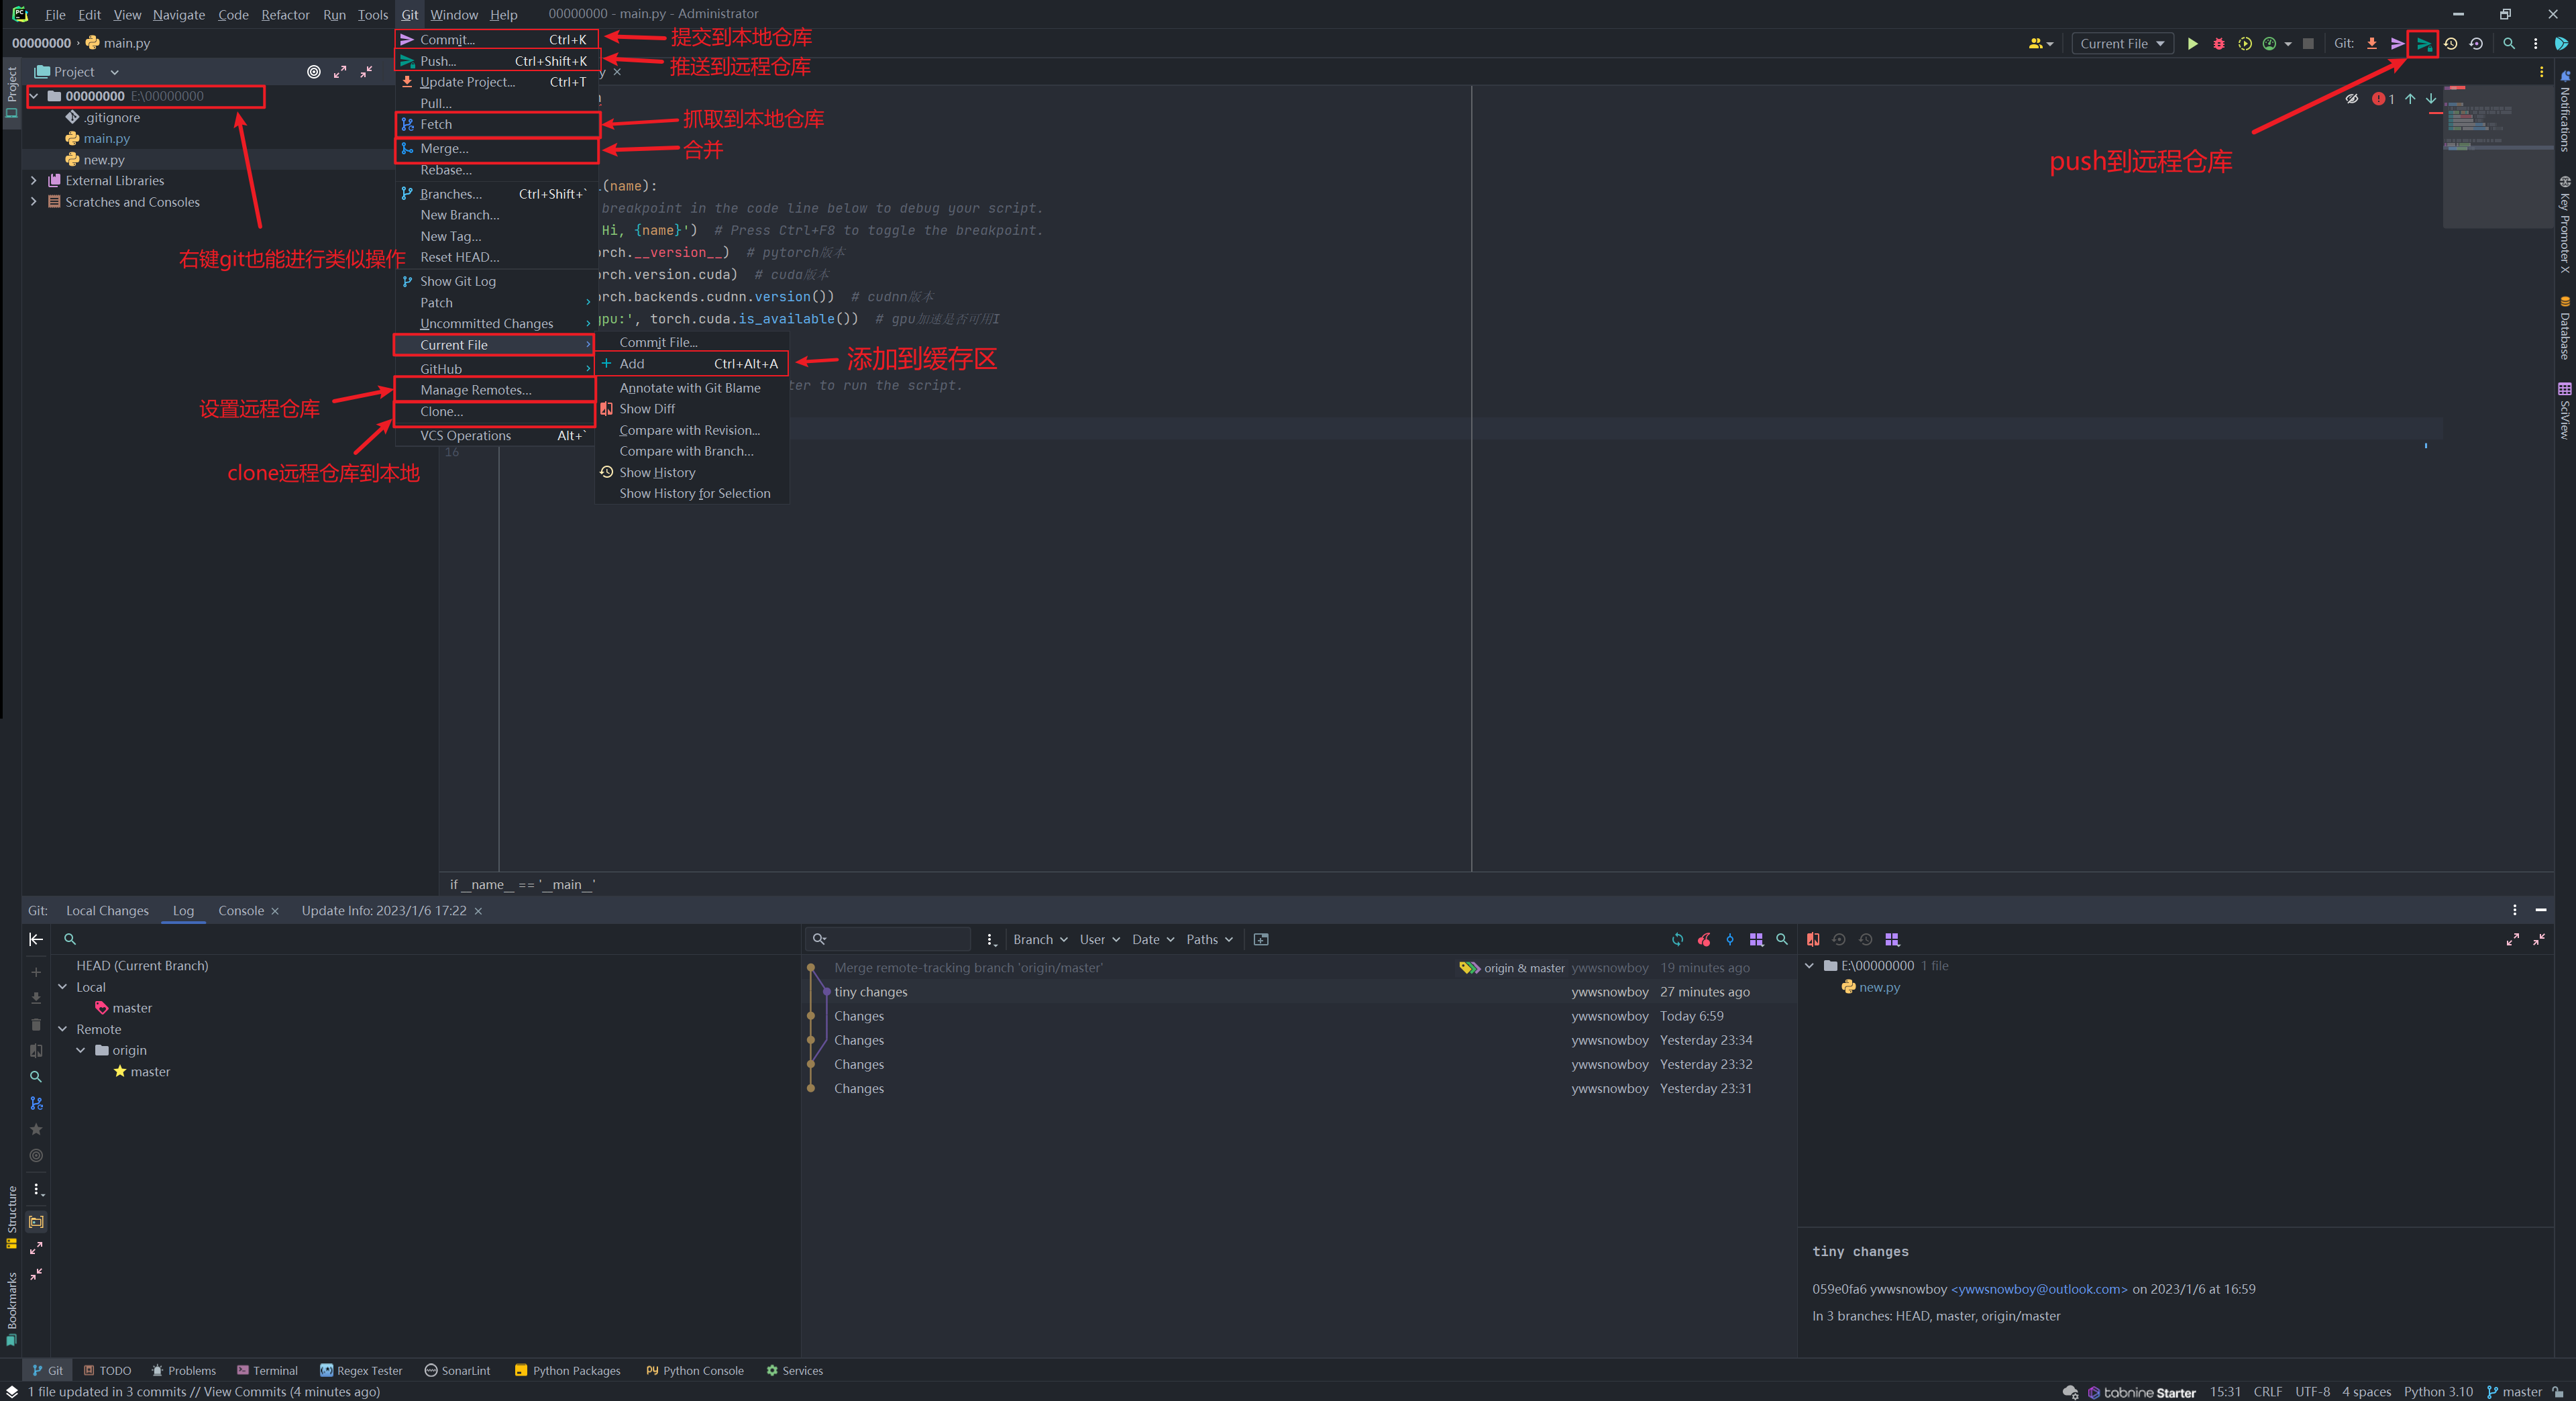 File Edit View Navigate Code Refactor Run Tools Git Window Help 00000000 - main.py - Administrator
00000000 main.py
Current File Git:
Project
00000000 E:\00000000
.gitignore
main.py
new.py
External Libraries
Scratches and Consoles
右键git也能进行类似操作
设置远程仓库
clone远程仓库到本地
Commit... Ctrl+K
Push... Ctrl+Shift+K
Update Project... Ctrl+T
Pull...
Fetch
Merge...
Rebase...
Branches... Ctrl+Shift+`
New Branch...
New Tag...
Reset HEAD...
Show Git Log
Patch
Uncommitted Changes
Current File
GitHub
Manage Remotes...
Clone...
VCS Operations Alt+`
提交到本地仓库
推送到远程仓库
抓取到本地仓库
合并
Commit File...
Add Ctrl+Alt+A
Annotate with Git Blame
Show Diff
Compare with Revision...
Compare with Branch...
Show History
Show History for Selection
添加到缓存区
push到远程仓库
(name):
breakpoint in the code line below to debug your script.
Hi, {name}') # Press Ctrl+F8 to toggle the breakpoint.
orch.__version__) # pytorch版本
orch.version.cuda) # cuda版本
orch.backends.cudnn.version()) # cudnn版本
gpu:', torch.cuda.is_available()) # gpu加速是否可用I
ter to run the script.
16
1
if __name__ == '__main__'
Project
Structure
Bookmarks
Notifications
Key Promoter X
Database
SciView
Git: Local Changes Log Console Update Info: 2023/1/6 17:22
HEAD (Current Branch)
Local
master
Remote
origin
master
Branch User Date Paths
Merge remote-tracking branch 'origin/master' origin & master ywwsnowboy 19 minutes ago
tiny changes ywwsnowboy 27 minutes ago
Changes ywwsnowboy Today 6:59
Changes ywwsnowboy Yesterday 23:34
Changes ywwsnowboy Yesterday 23:32
Changes ywwsnowboy Yesterday 23:31
E:\00000000 1 file
new.py
tiny changes
059e0fa6 ywwsnowboy <ywwsnowboy@outlook.com> on 2023/1/6 at 16:59
In 3 branches: HEAD, master, origin/master
Git TODO Problems Terminal Regex Tester SonarLint Python Packages Python Console Services
1 file updated in 3 commits // View Commits (4 minutes ago)
tabnine Starter 15:31 CRLF UTF-8 4 spaces Python 3.10 master